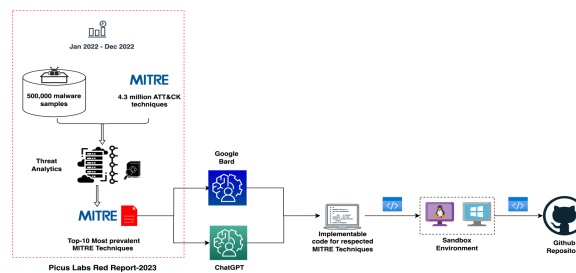 Jan 2022 - Dec 2022
500,000 malware
samples
MITRE
4.3 million ATT&CK
techniques
Threat
Analytics
MITRE
Top-10 Most prevalent
MITRE Techniques
Picus Labs Red Report-2023
Google
Bard
ChatGPT
Implementable
code for respected
MITRE Techniques
Sandbox
Environment
Github
Reposito